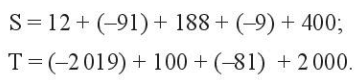 S = 12 + (–91) + 188 + (–9) + 400;
T = (–2 019) + 100 + (–81) + 2 000.